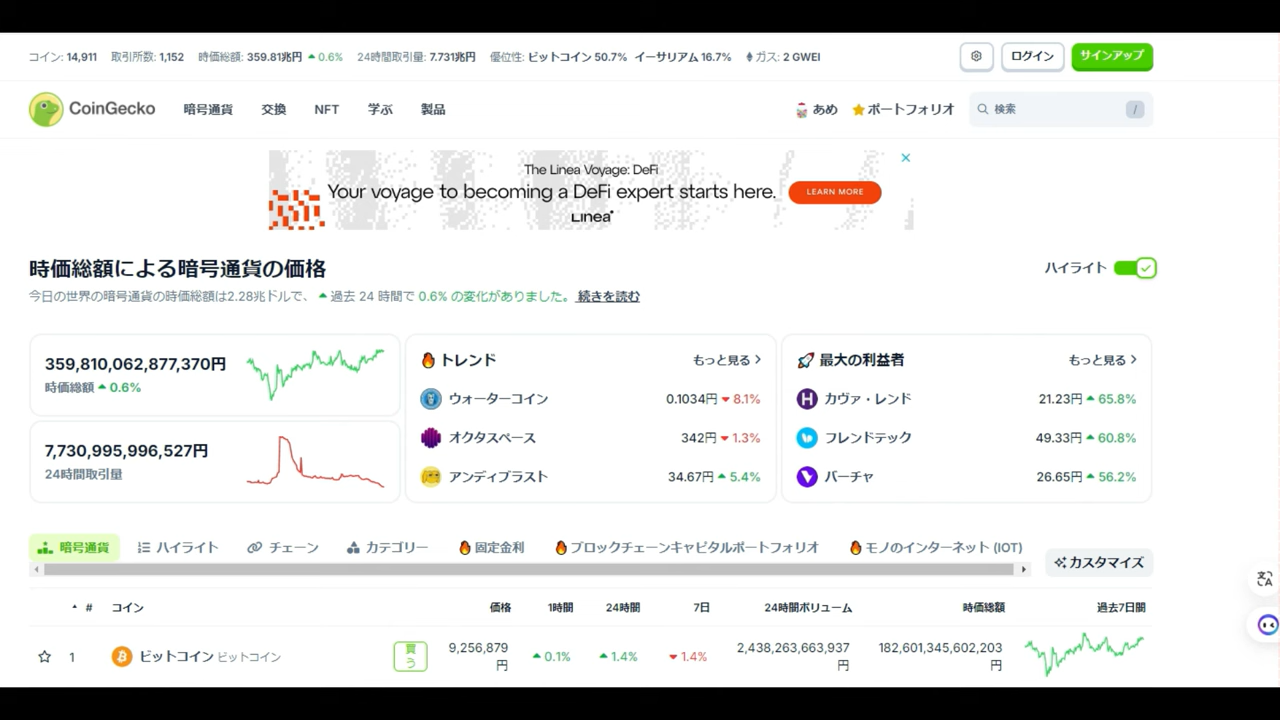 コイン: 14,911 取引所数: 1,152 時価総額: 359.81兆円 0.6% 24時間取引量: 7.731兆円 優位性: ビットコイン 50.7% イーサリアム 16.7% ガス: 2 GWEI ログイン サインアップ
CoinGecko 暗号通貨 交換 NFT 学ぶ 製品 あめ ポートフォリオ 検索 /
The Linea Voyage: DeFi
Your voyage to becoming a DeFi expert starts here. LEARN MORE
Linea
時価総額による暗号通貨の価格 ハイライト
今日の世界の暗号通貨の時価総額は2.28兆ドルで、 過去 24 時間で 0.6% の変化がありました。 続きを読む
359,810,062,877,370円
時価総額 0.6%
7,730,995,996,527円
24時間取引量
トレンド もっと見る
ウォーターコイン 0.1034円 8.1%
オクタスペース 342円 1.3%
アンディブラスト 34.67円 5.4%
最大の利益者 もっと見る
カヴァ・レンド 21.23円 65.8%
フレンドテック 49.33円 60.8%
バーチャ 26.65円 56.2%
暗号通貨 ハイライト チェーン カテゴリー 固定金利 ブロックチェーンキャピタルポートフォリオ モノのインターネット (IOT) カスタマイズ
# コイン 価格 1時間 24時間 7日 24時間ボリューム 時価総額 過去7日間
1 ビットコイン ビットコイン 買う 9,256,879円 0.1% 1.4% 1.4% 2,438,263,663,937円 182,601,345,602,203円